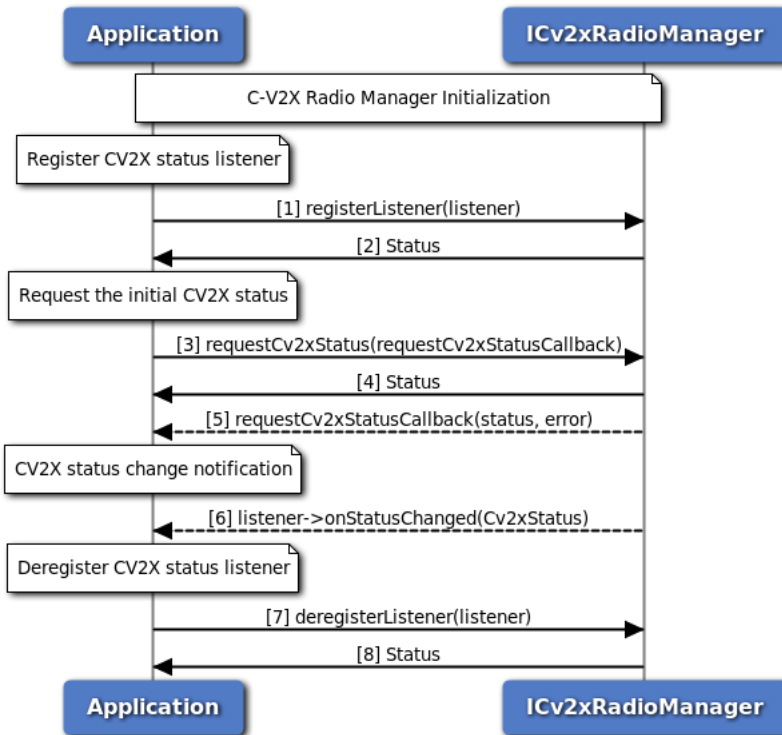 Application
ICv2xRadioManager
C-V2X Radio Manager Initialization
Register CV2X status listener
[1] registerListener(listener)
[2] Status
Request the initial CV2X status
[3] requestCv2xStatus(requestCv2xStatusCallback)
[4] Status
[5] requestCv2xStatusCallback(status, error)
CV2X status change notification
[6] listener->onStatusChanged(Cv2xStatus)
Deregister CV2X status listener
[7] deregisterListener(listener)
[8] Status
Application
ICv2xRadioManager